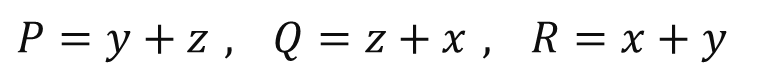 P = y + z , Q = z + x , R = x + y